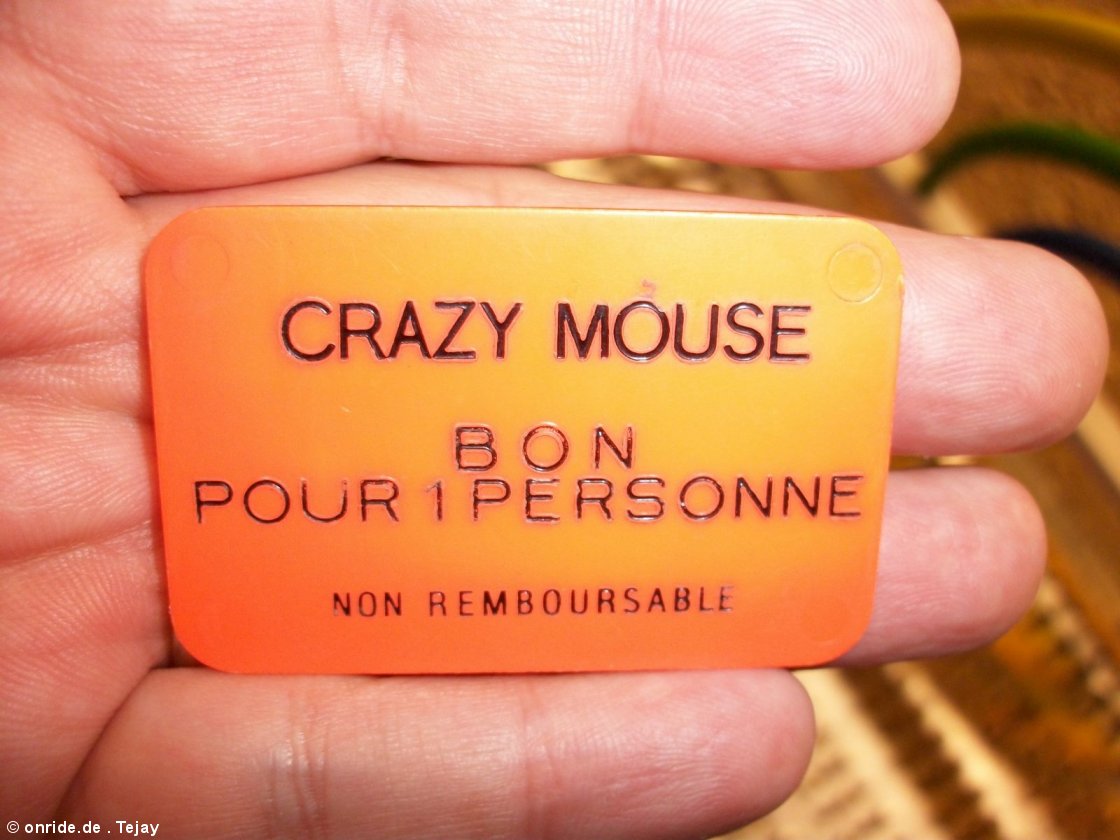 CRAZY MOUSE
BON
POUR 1 PERSONNE
NON REMBOURSABLE
© onride.de . Tejay